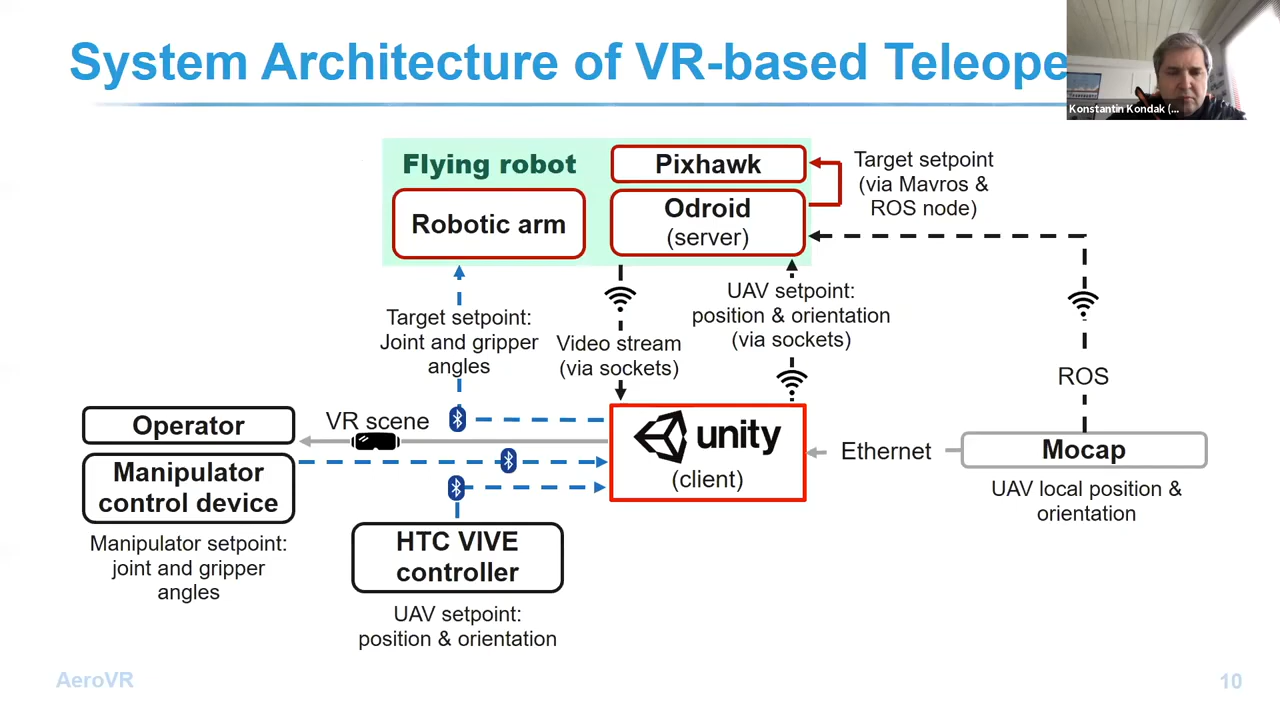 System Architecture of VR-based Teleope
Konstantin Kondak (...
Flying robot
Pixhawk
Target setpoint
(via Mavros &
ROS node)
Robotic arm
Odroid
(server)
UAV setpoint:
position & orientation
(via sockets)
Target setpoint:
Joint and gripper
angles
Video stream
(via sockets)
ROS
Operator
VR scene
unity
(client)
Ethernet
Mocap
Manipulator
control device
UAV local position &
orientation
HTC VIVE
controller
Manipulator setpoint:
joint and gripper
angles
UAV setpoint:
position & orientation
AeroVR
10